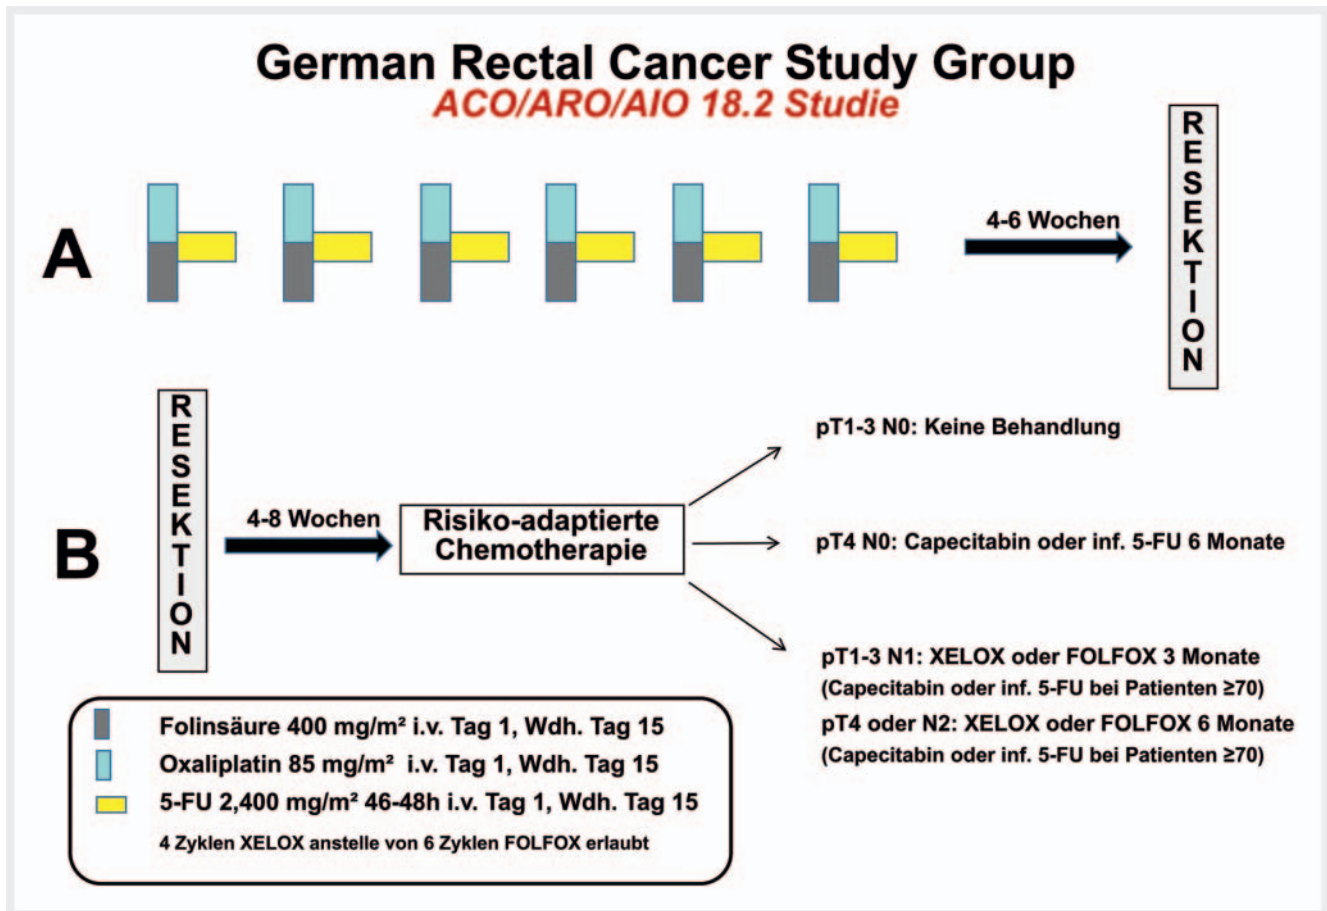 German Rectal Cancer Study Group
ACO/ARO/AIO 18.2 Studie
A
4-6 Wochen
RESEKTION
B
RESEKTION
4-8 Wochen
Risiko-adaptierte
Chemotherapie
pT1-3 N0: Keine Behandlung
pT4 N0: Capecitabin oder inf. 5-FU 6 Monate
pT1-3 N1: XELOX oder FOLFOX 3 Monate
(Capecitabin oder inf. 5-FU bei Patienten ≥70)
pT4 oder N2: XELOX oder FOLFOX 6 Monate
(Capecitabin oder inf. 5-FU bei Patienten ≥70)
Folinsäure 400 mg/m² i.v. Tag 1, Wdh. Tag 15
Oxaliplatin 85 mg/m² i.v. Tag 1, Wdh. Tag 15
5-FU 2,400 mg/m² 46-48h i.v. Tag 1, Wdh. Tag 15
4 Zyklen XELOX anstelle von 6 Zyklen FOLFOX erlaubt